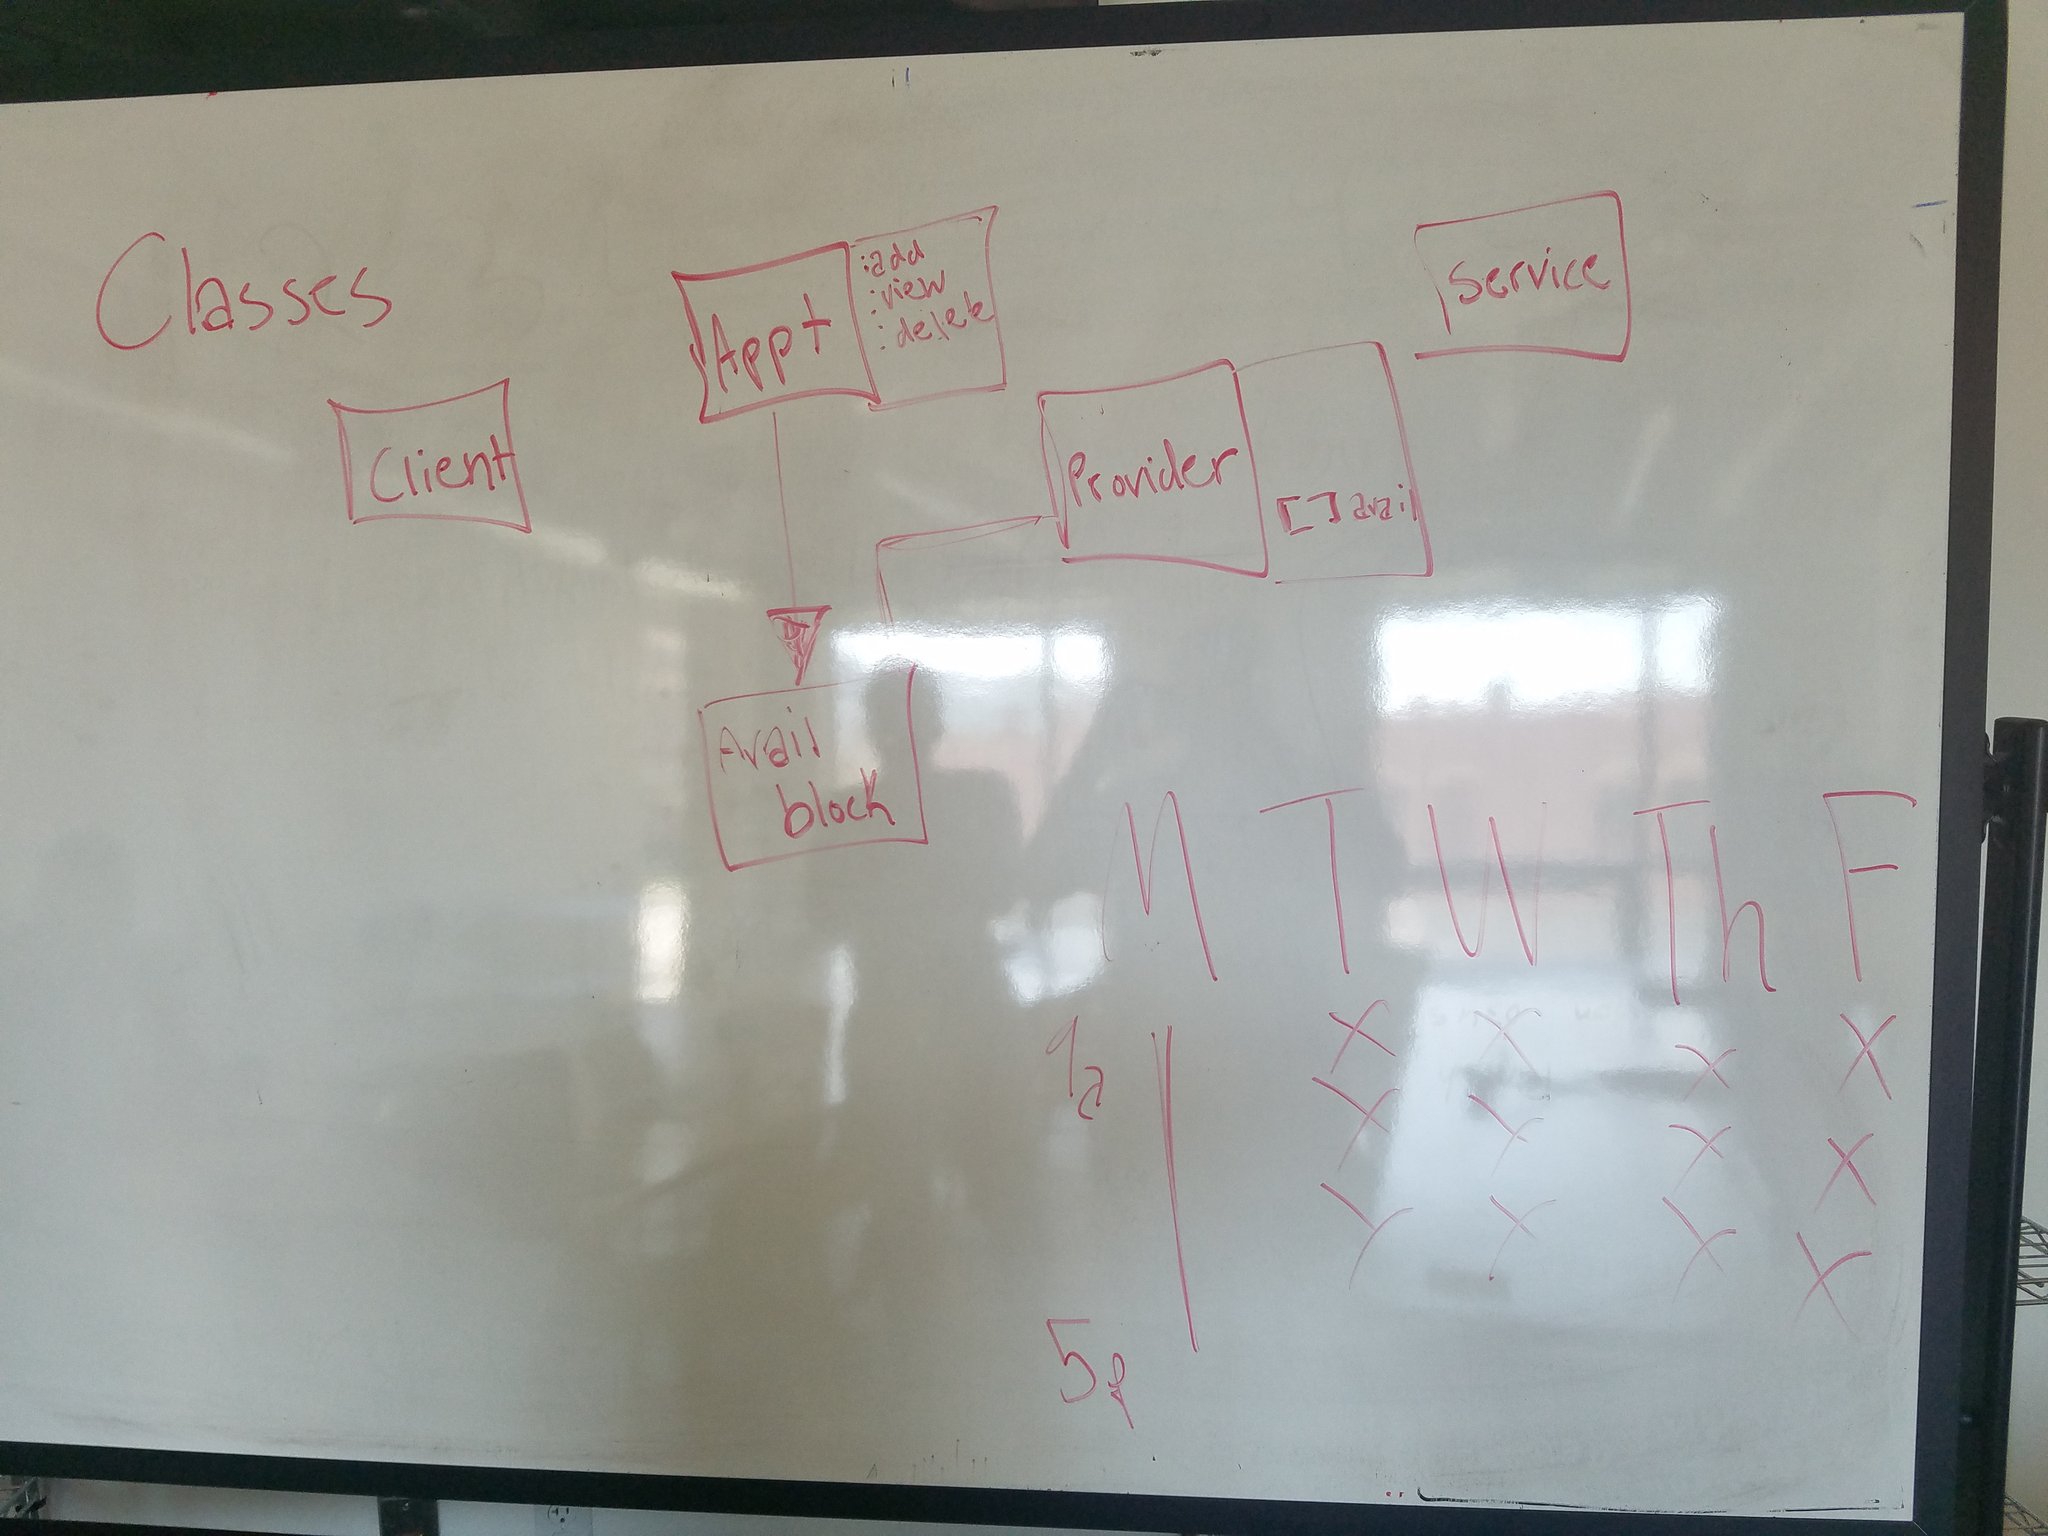 Classes
Appt
:add
:view
:delete
Service
Client
Provider
[ ] avail
Avail
block
M T W Th F
9a
X X X X
X X X X
X X X X
5p